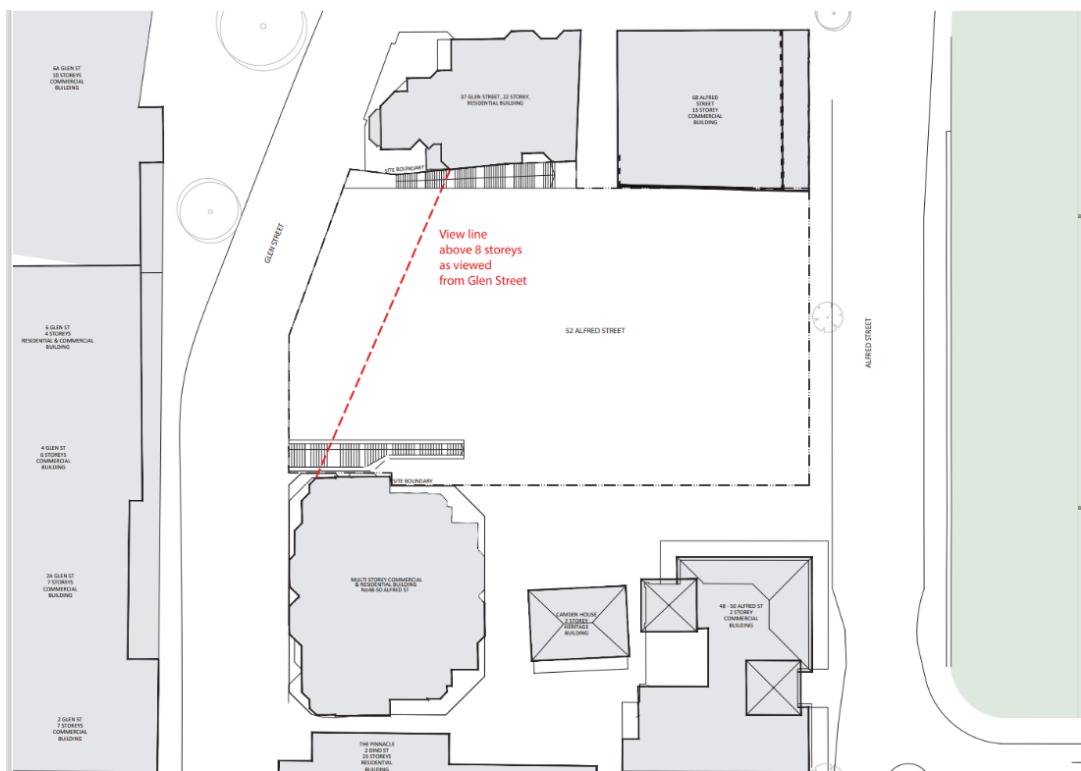 6A GLEN ST
10 STOREYS
COMMERCIAL
BUILDING
37 GLEN STREET, 22 STOREY,
RESIDENTIAL BUILDING
68 ALFRED
STREET
13 STOREY
COMMERCIAL
BUILDING
SITE BOUNDARY
GLEN STREET
View line
above 8 storeys
as viewed
from Glen Street
6 GLEN ST
4 STOREYS
RESIDENTIAL & COMMERCIAL
BUILDING
52 ALFRED STREET
ALFRED STREET
4 GLEN ST
6 STOREYS
COMMERCIAL
BUILDING
SITE BOUNDARY
2A GLEN ST
7 STOREYS
COMMERCIAL
BUILDING
MULTI STOREY COMMERCIAL
& RESIDENTIAL BUILDING
No48-50 ALFRED ST
CAMDEN HOUSE
2 STOREY
HERITAGE
BUILDING
48 - 50 ALFRED ST
2 STOREY
COMMERCIAL
BUILDING
2 GLEN ST
7 STOREYS
COMMERCIAL
BUILDING
THE PINNACLE
2 DIND ST
21 STOREYS
RESIDENTIAL
BUILDING